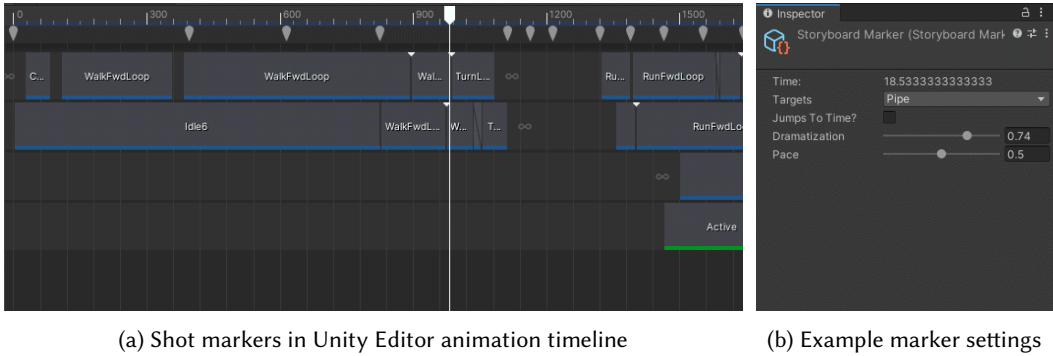 0 300 600 900 1200 1500
C... WalkFwdLoop WalkFwdLoop Wal... TurnL... Ru... RunFwdLoop
Idle6 WalkFwdL... W... T... RunFwdLo
Active
Inspector
Storyboard Marker (Storyboard Mark
Time: 18.5333333333333
Targets Pipe
Jumps To Time?
Dramatization 0.74
Pace 0.5
(a) Shot markers in Unity Editor animation timeline
(b) Example marker settings